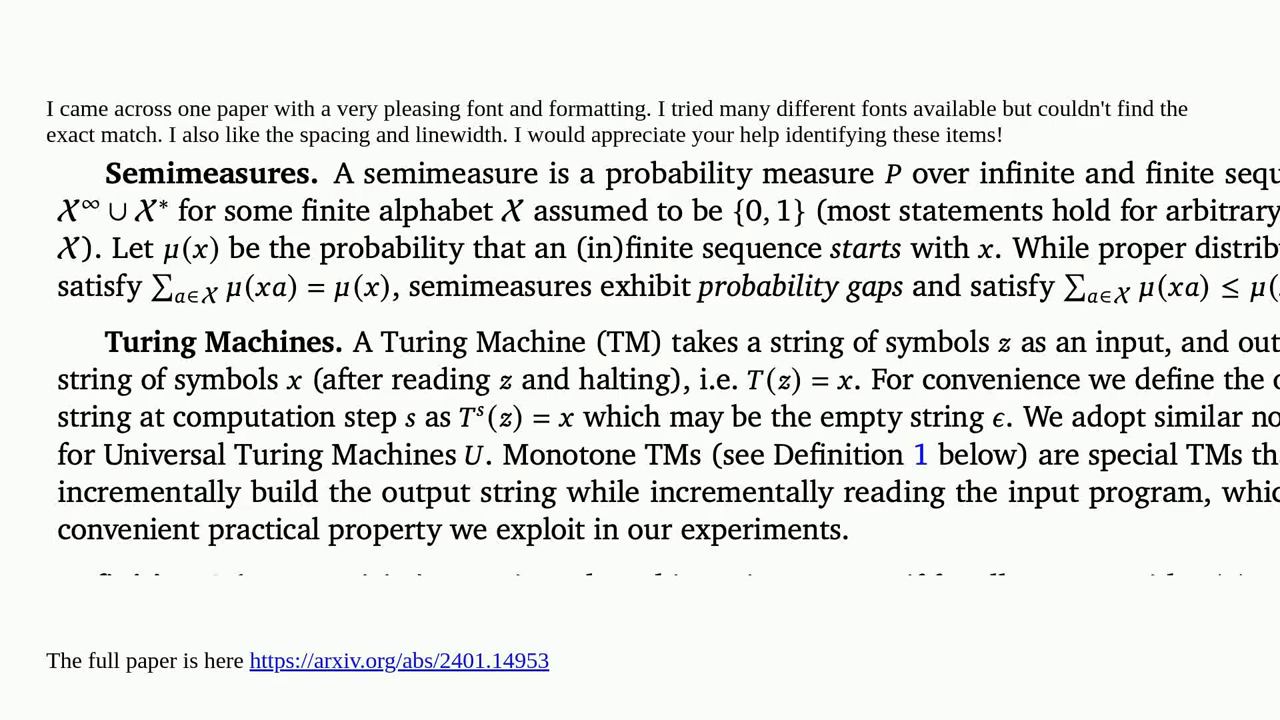 I came across one paper with a very pleasing font and formatting. I tried many different fonts available but couldn't find the
exact match. I also like the spacing and linewidth. I would appreciate your help identifying these items!
Semimeasures. A semimeasure is a probability measure P over infinite and finite sequ
𝒳^∞ ∪ 𝒳^* for some finite alphabet 𝒳 assumed to be {0, 1} (most statements hold for arbitrary
𝒳). Let μ(x) be the probability that an (in)finite sequence starts with x. While proper distrib
satisfy ∑_{a∈𝒳} μ(xa) = μ(x), semimeasures exhibit probability gaps and satisfy ∑_{a∈𝒳} μ(xa) ≤ μ(
Turing Machines. A Turing Machine (TM) takes a string of symbols z as an input, and out
string of symbols x (after reading z and halting), i.e. T(z) = x. For convenience we define the
string at computation step s as T^s(z) = x which may be the empty string ϵ. We adopt similar no
for Universal Turing Machines U. Monotone TMs (see Definition 1 below) are special TMs th
incrementally build the output string while incrementally reading the input program, whic
convenient practical property we exploit in our experiments.
The full paper is here https://arxiv.org/abs/2401.14953